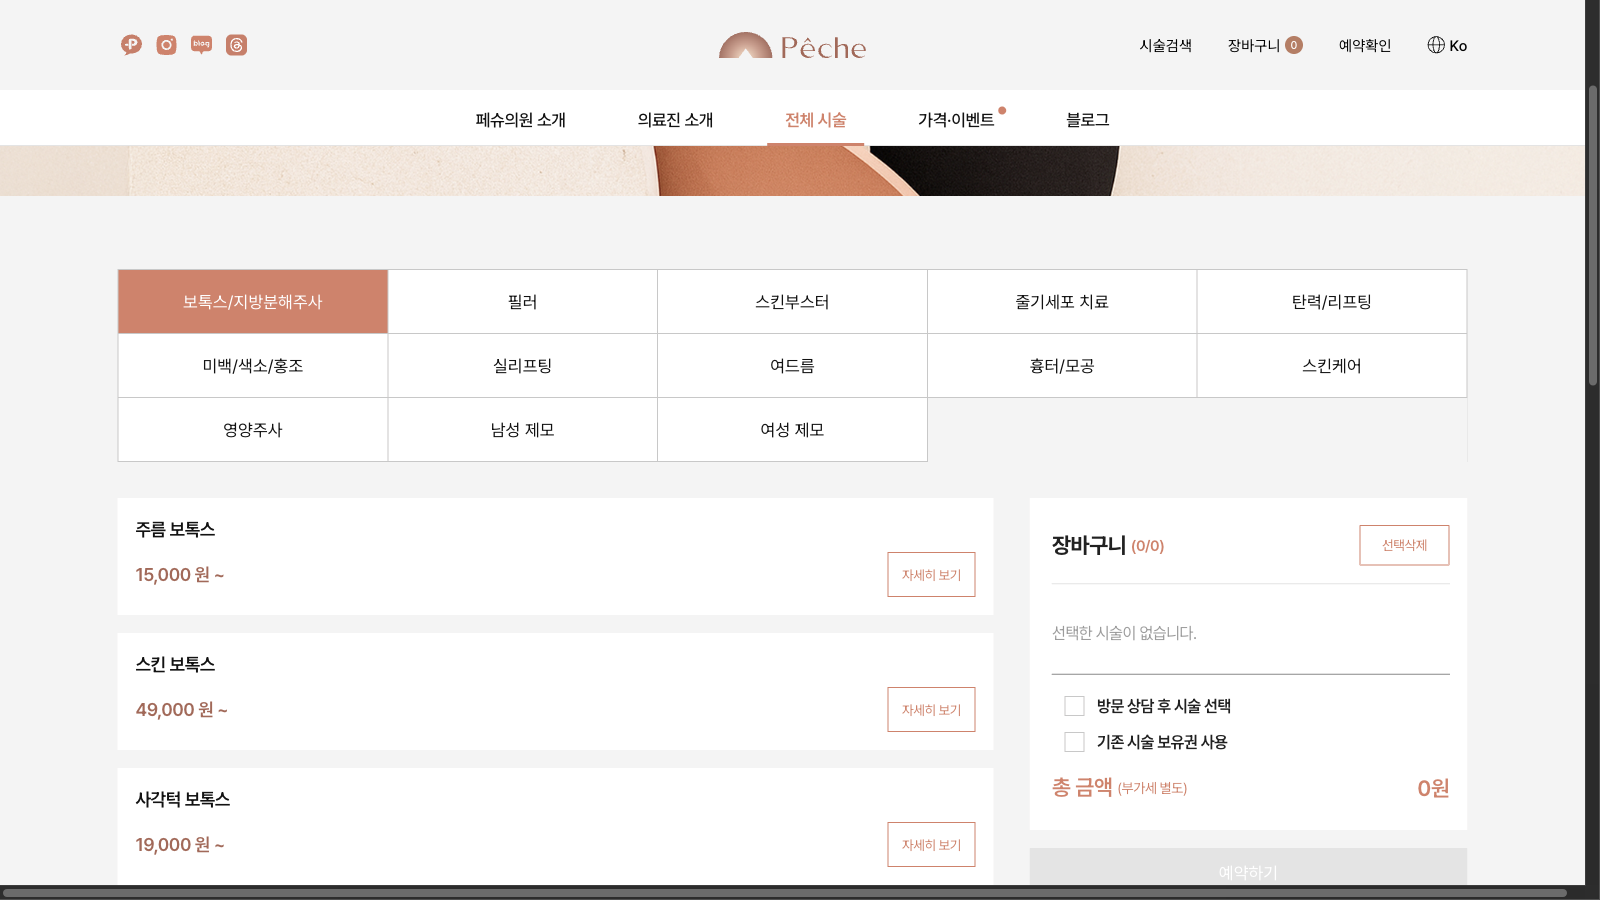 blog
Pêche
시술검색
장바구니 0
예약확인
Ko
페슈의원 소개
의료진 소개
전체 시술
가격·이벤트
블로그
보톡스/지방분해주사
필러
스킨부스터
줄기세포 치료
탄력/리프팅
미백/색소/홍조
실리프팅
여드름
흉터/모공
스킨케어
영양주사
남성 제모
여성 제모
주름 보톡스
15,000 원 ~
자세히 보기
스킨 보톡스
49,000 원 ~
자세히 보기
사각턱 보톡스
19,000 원 ~
자세히 보기
장바구니 (0/0)
선택삭제
선택한 시술이 없습니다.
방문 상담 후 시술 선택
기존 시술 보유권 사용
총 금액 (부가세 별도)
0원
예약하기